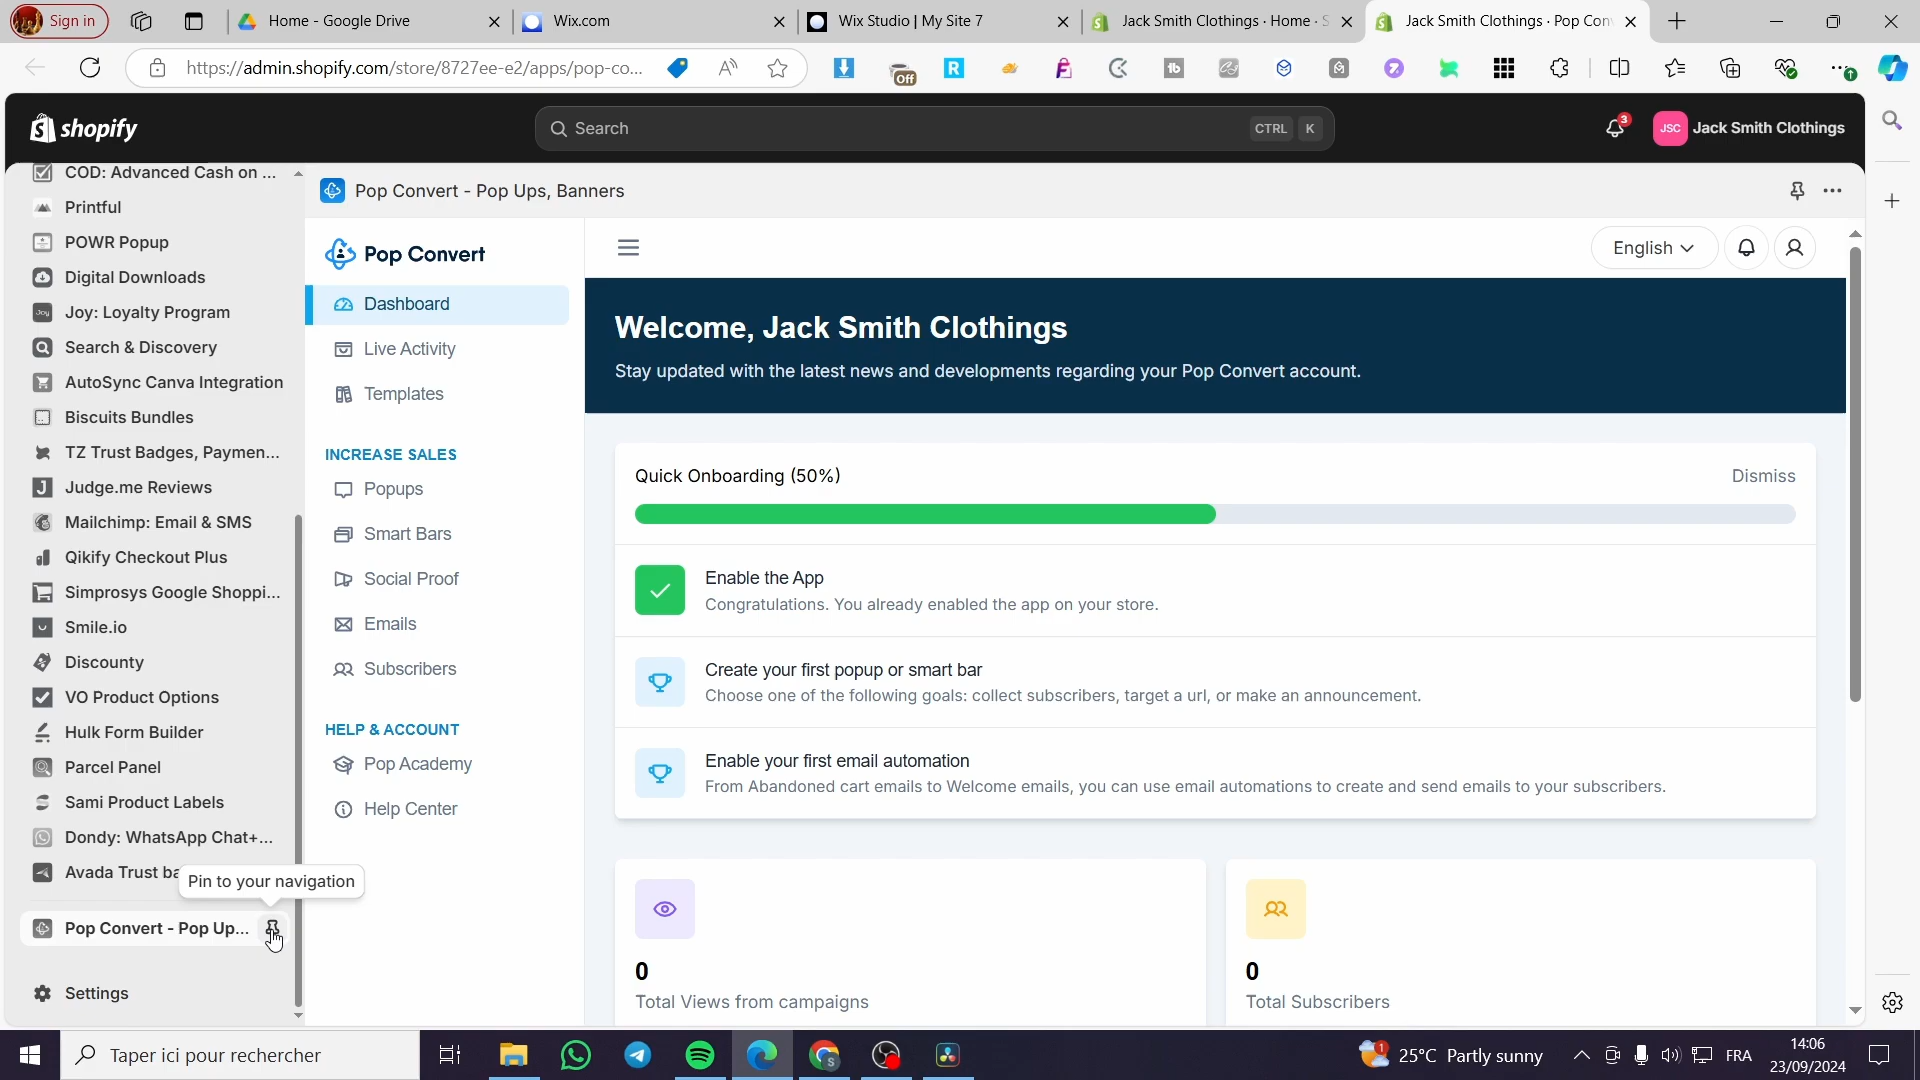 Sign in
Home - Google Drive
Wix.com
Wix Studio | My Site 7
Jack Smith Clothings · Home · S
Jack Smith Clothings · Pop Con
https://admin.shopify.com/store/8727ee-e2/apps/pop-co...
Off
shopify
Search
CTRL K
3
JSC
Jack Smith Clothings
COD: Advanced Cash on ...
Printful
POWR Popup
Digital Downloads
Joy: Loyalty Program
Search & Discovery
AutoSync Canva Integration
Biscuits Bundles
TZ Trust Badges, Paymen...
Judge.me Reviews
Mailchimp: Email & SMS
Qikify Checkout Plus
Simprosys Google Shoppi...
Smile.io
Discounty
VO Product Options
Hulk Form Builder
Parcel Panel
Sami Product Labels
Dondy: WhatsApp Chat+...
Avada Trust ba
Pin to your navigation
Pop Convert - Pop Up...
Settings
Pop Convert - Pop Ups, Banners
Pop Convert
Dashboard
Live Activity
Templates
INCREASE SALES
Popups
Smart Bars
Social Proof
Emails
Subscribers
HELP & ACCOUNT
Pop Academy
Help Center
English
Welcome, Jack Smith Clothings
Stay updated with the latest news and developments regarding your Pop Convert account.
Quick Onboarding (50%)
Dismiss
Enable the App
Congratulations. You already enabled the app on your store.
Create your first popup or smart bar
Choose one of the following goals: collect subscribers, target a url, or make an announcement.
Enable your first email automation
From Abandoned cart emails to Welcome emails, you can use email automations to create and send emails to your subscribers.
0
Total Views from campaigns
0
Total Subscribers
Taper ici pour rechercher
1
25°C Partly sunny
FRA
14:06
23/09/2024